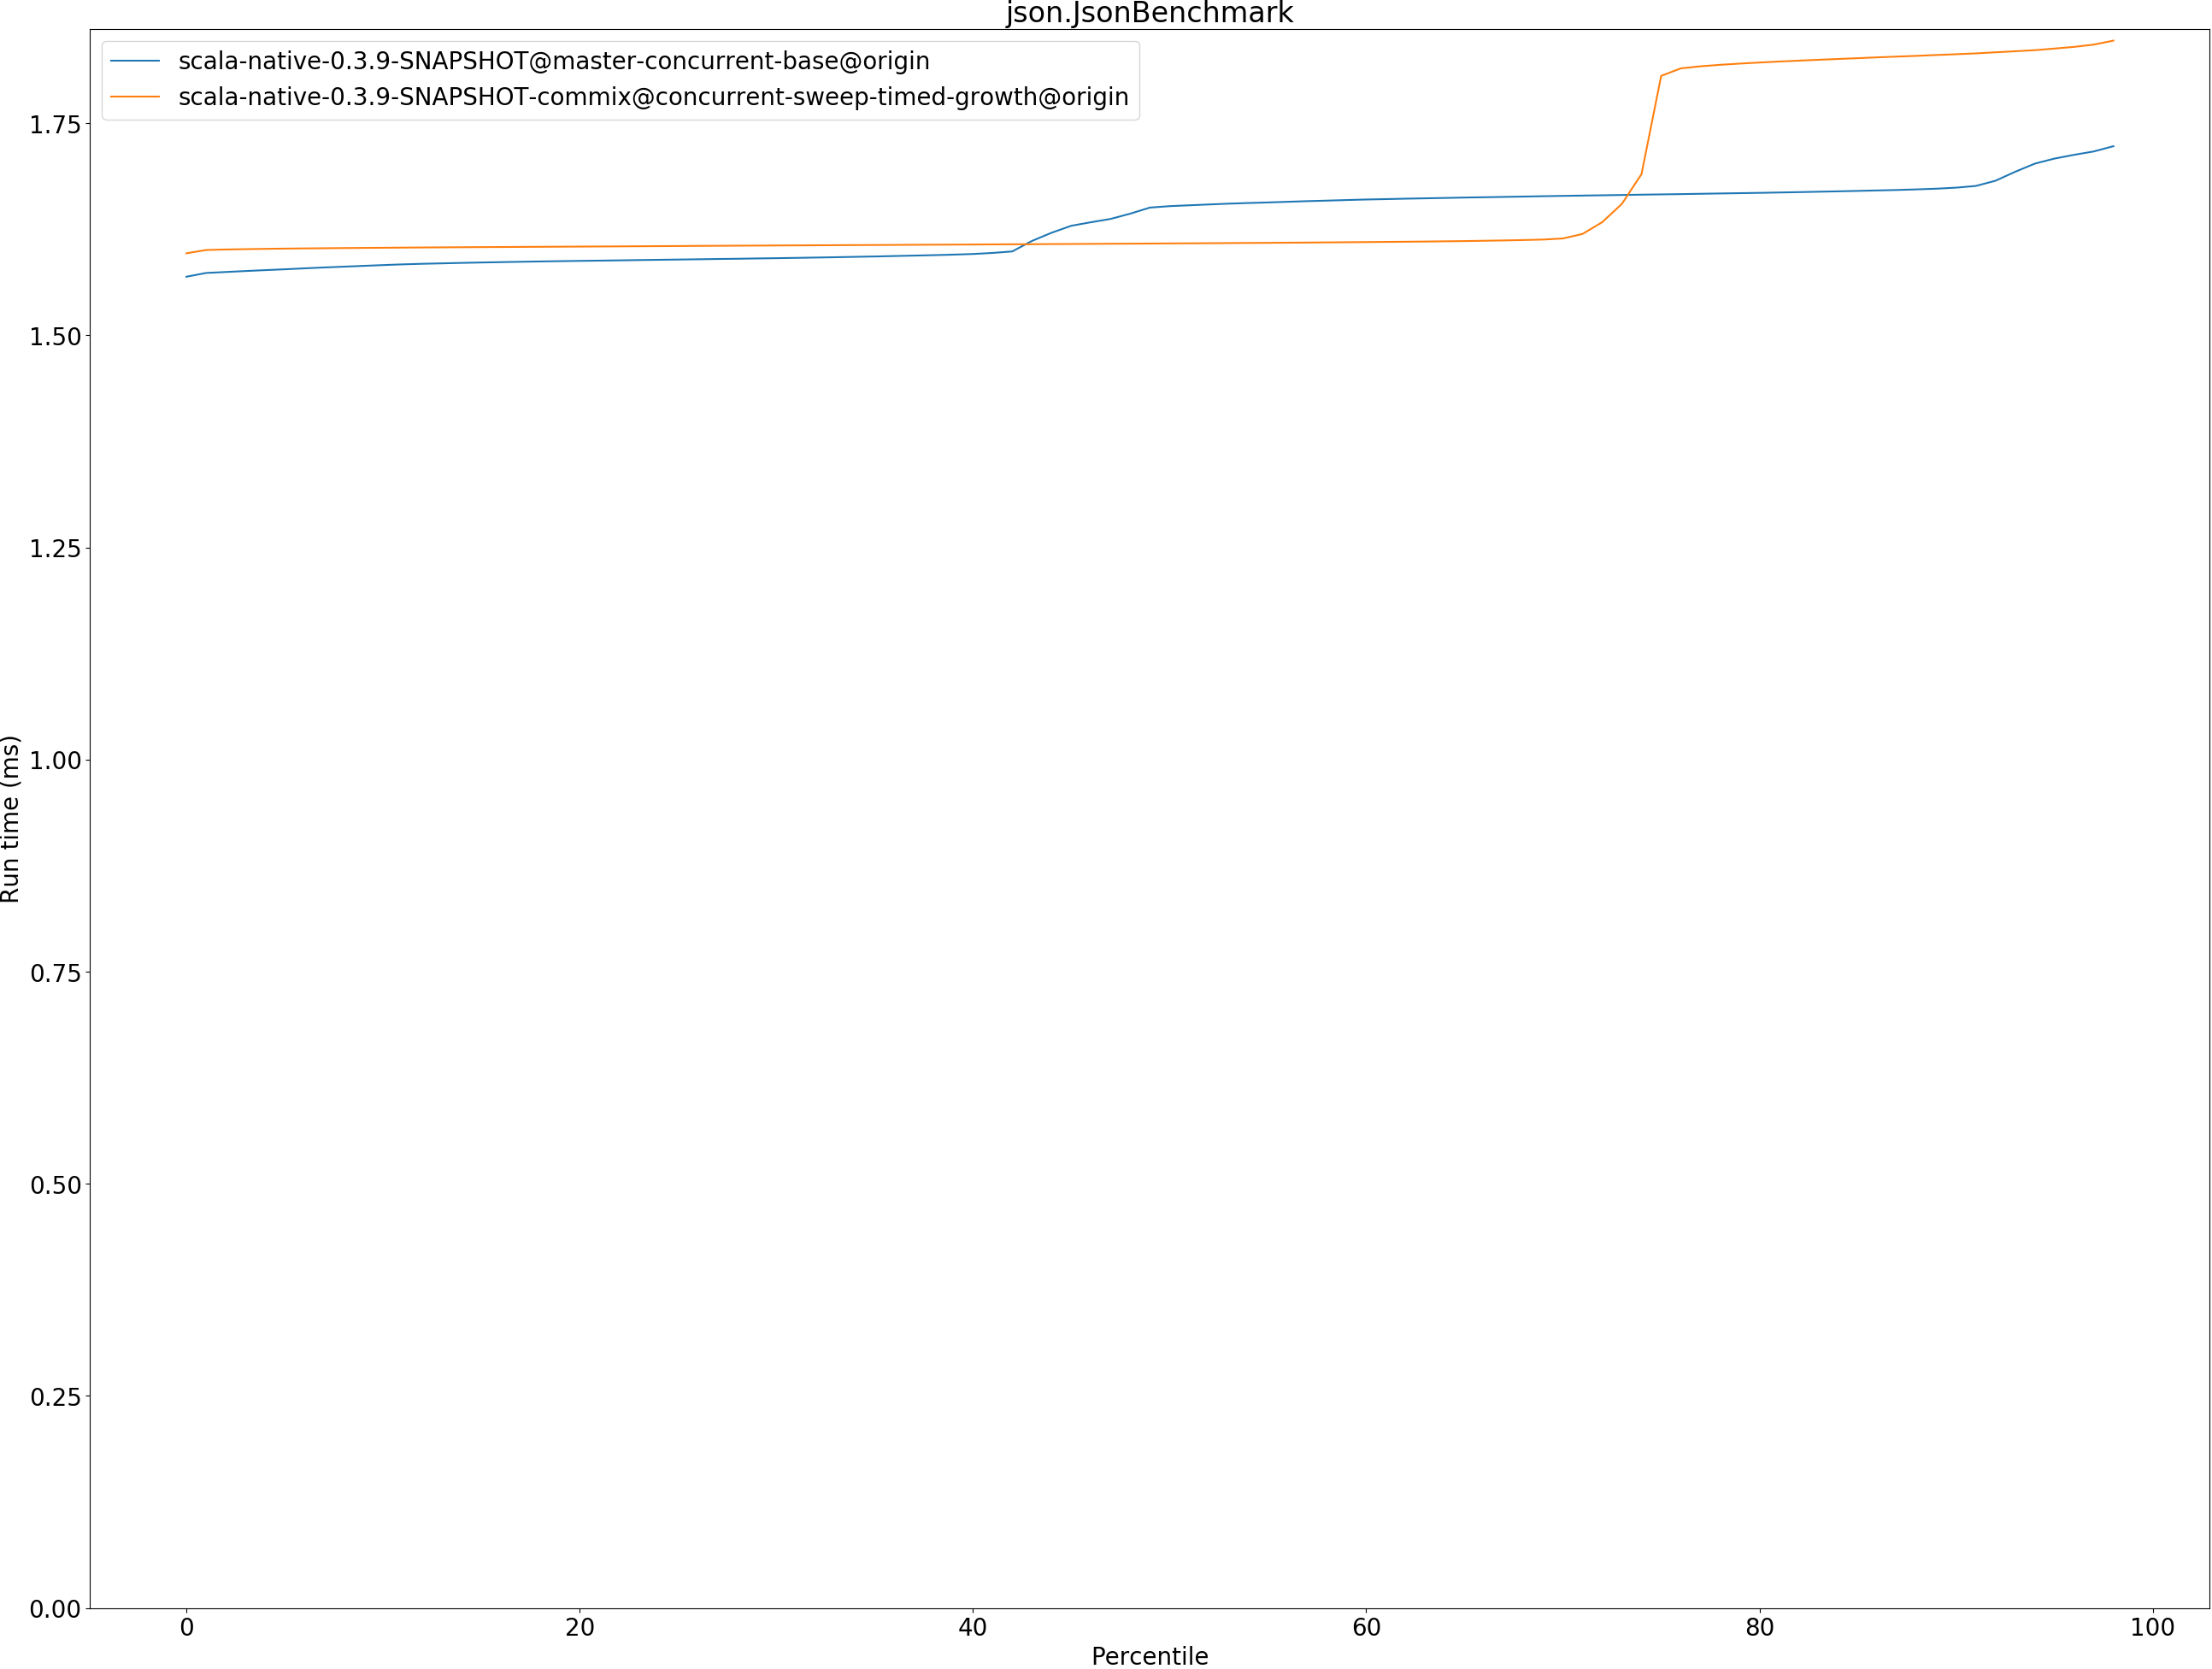 json.JsonBenchmark
scala-native-0.3.9-SNAPSHOT@master-concurrent-base@origin
scala-native-0.3.9-SNAPSHOT-commix@concurrent-sweep-timed-growth@origin
1.75
1.50
1.25
1.00
0.75
0.50
0.25
0.00
Run time (ms)
0 20 40 60 80 100
Percentile